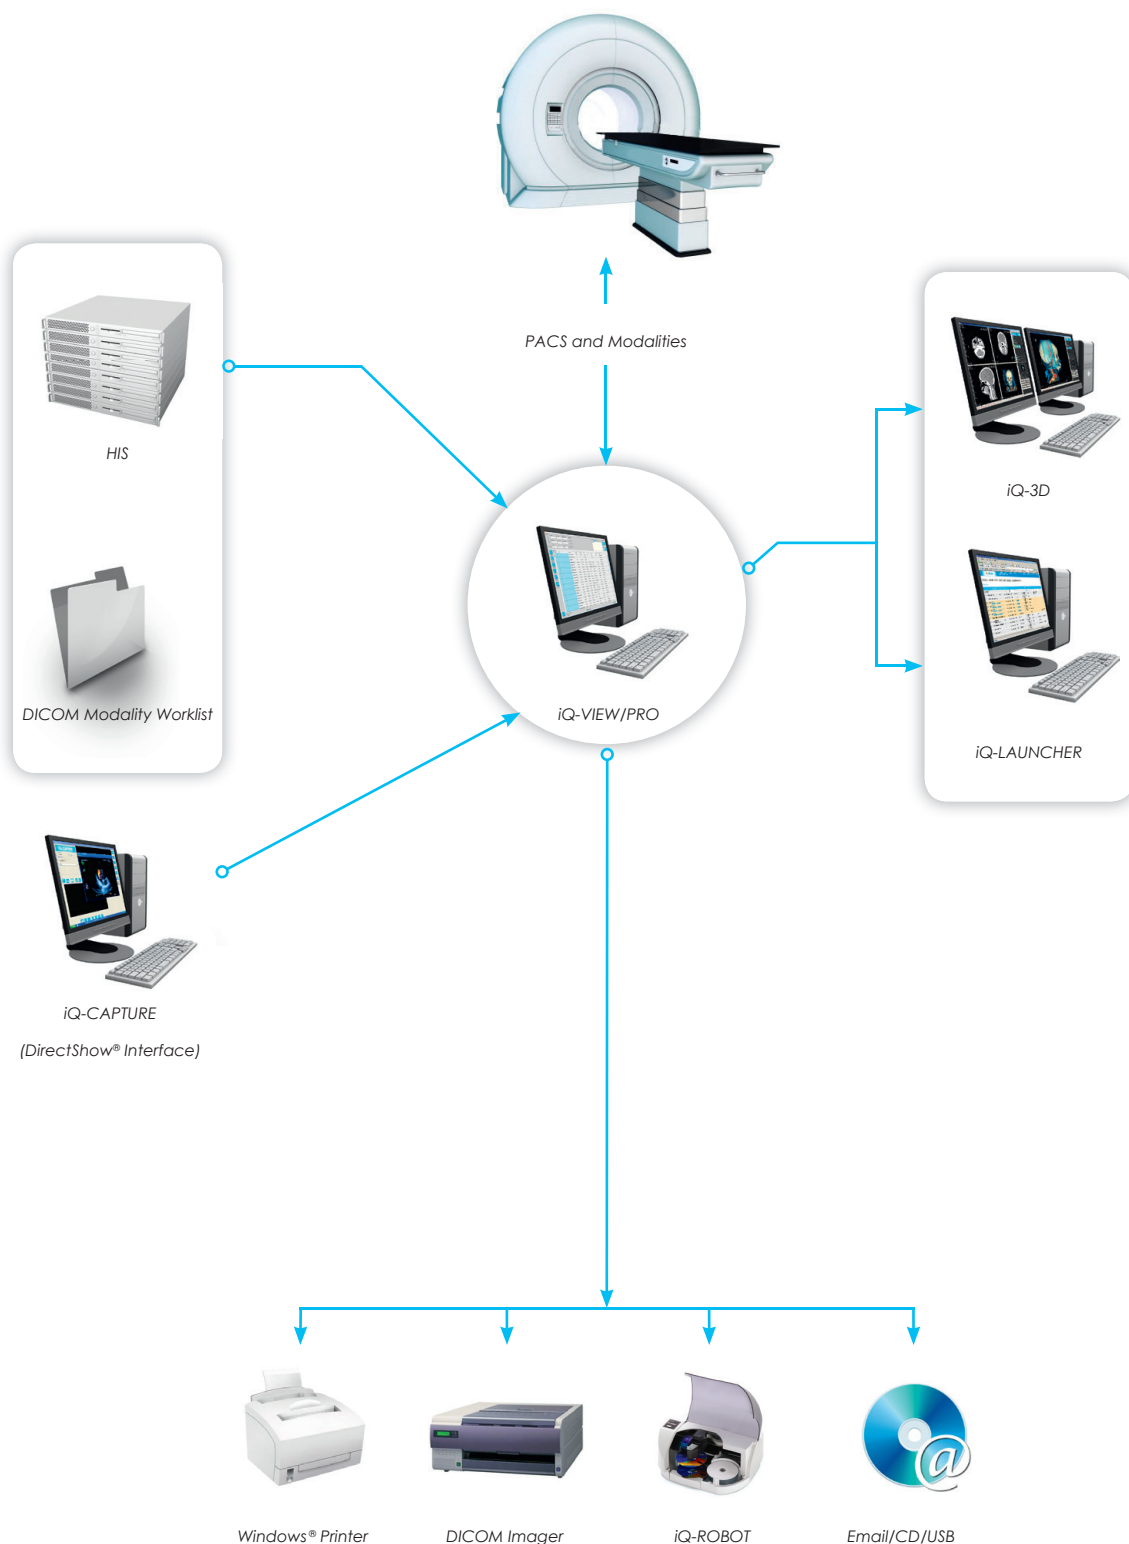 PACS and Modalities
HIS
iQ-3D
DICOM Modality Worklist
iQ-VIEW/PRO
iQ-LAUNCHER
iQ-CAPTURE
(DirectShow® Interface)
Windows® Printer
DICOM Imager
iQ-ROBOT
Email/CD/USB